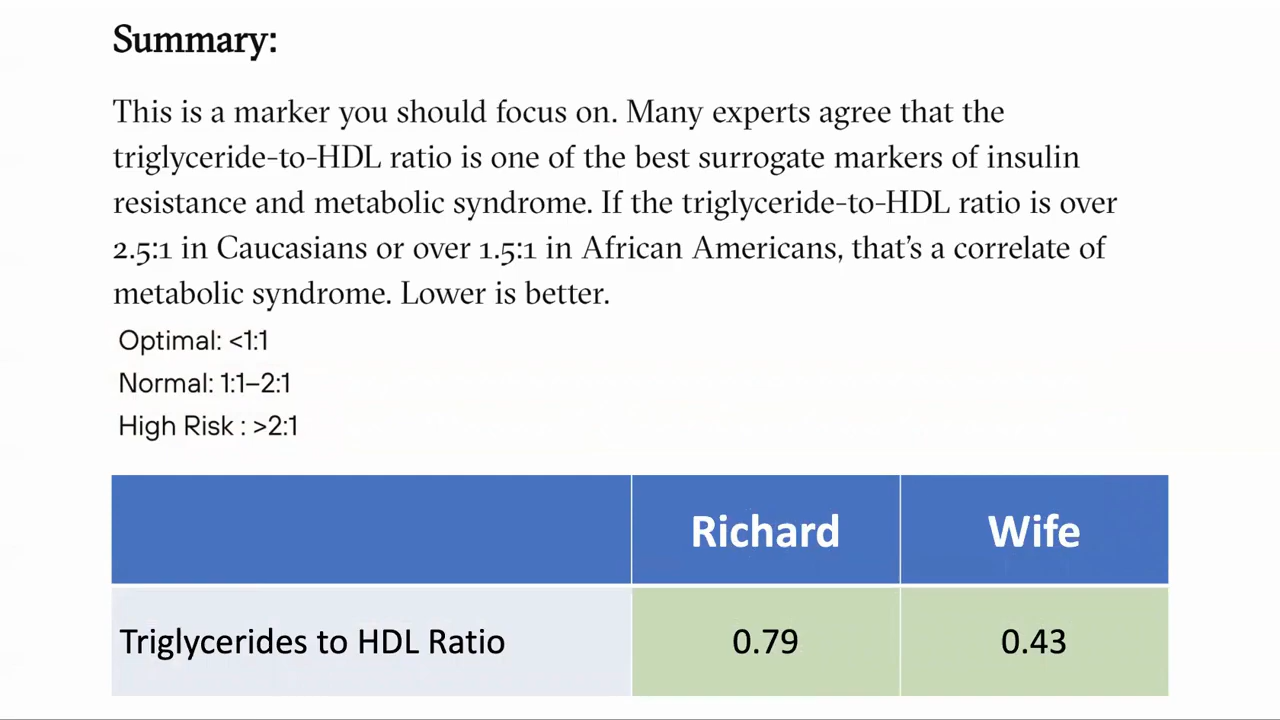 Summary:
This is a marker you should focus on. Many experts agree that the
triglyceride-to-HDL ratio is one of the best surrogate markers of insulin
resistance and metabolic syndrome. If the triglyceride-to-HDL ratio is over
2.5:1 in Caucasians or over 1.5:1 in African Americans, that’s a correlate of
metabolic syndrome. Lower is better.
Optimal: <1:1
Normal: 1:1–2:1
High Risk : >2:1
Richard Wife
Triglycerides to HDL Ratio 0.79 0.43